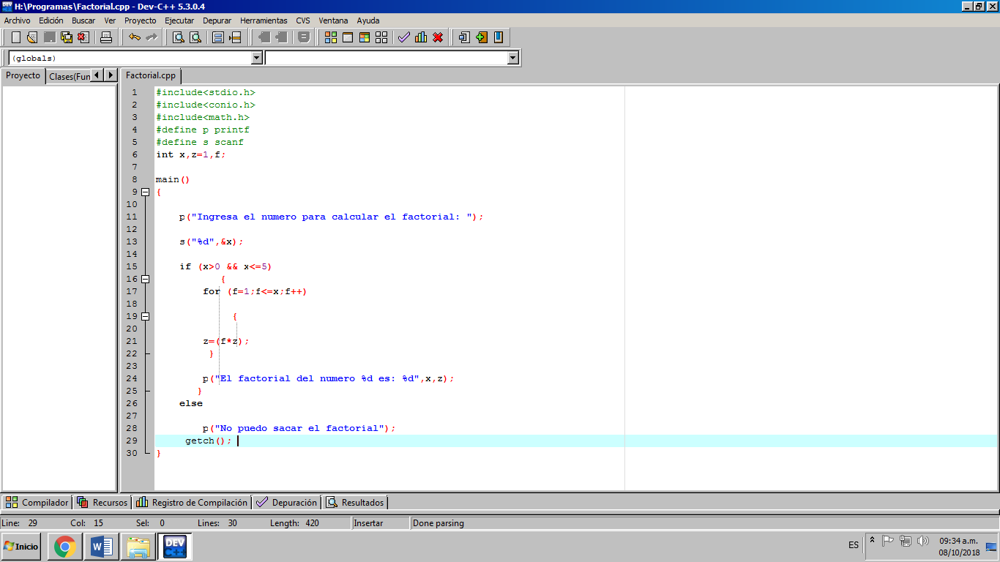 H:\Programas\Factorial.cpp - Dev-C++ 5.3.0.4
Archivo Edición Buscar Ver Proyecto Ejecutar Depurar Herramientas CVS Ventana Ayuda
(globals)
Proyecto Clases(Fun Factorial.cpp
1 #include<stdio.h>
2 #include<conio.h>
3 #include<math.h>
4 #define p printf
5 #define s scanf
6 int x,z=1,f;
7
8 main()
9 {
10
11 p("Ingresa el numero para calcular el factorial: ");
12
13 s("%d",&x);
14
15 if (x>0 && x<=5)
16 {
17 for (f=1;f<=x;f++)
18
19 {
20
21 z=(f*z);
22 }
23
24 p("El factorial del numero %d es: %d",x,z);
25 }
26 else
27
28 p("No puedo sacar el factorial");
29 getch();
30 }
Compilador Recursos Registro de Compilación Depuración Resultados
Line: 29 Col: 15 Sel: 0 Lines: 30 Length: 420 Insertar Done parsing
Inicio DEV C++ ES 09:34 a.m.
08/10/2018